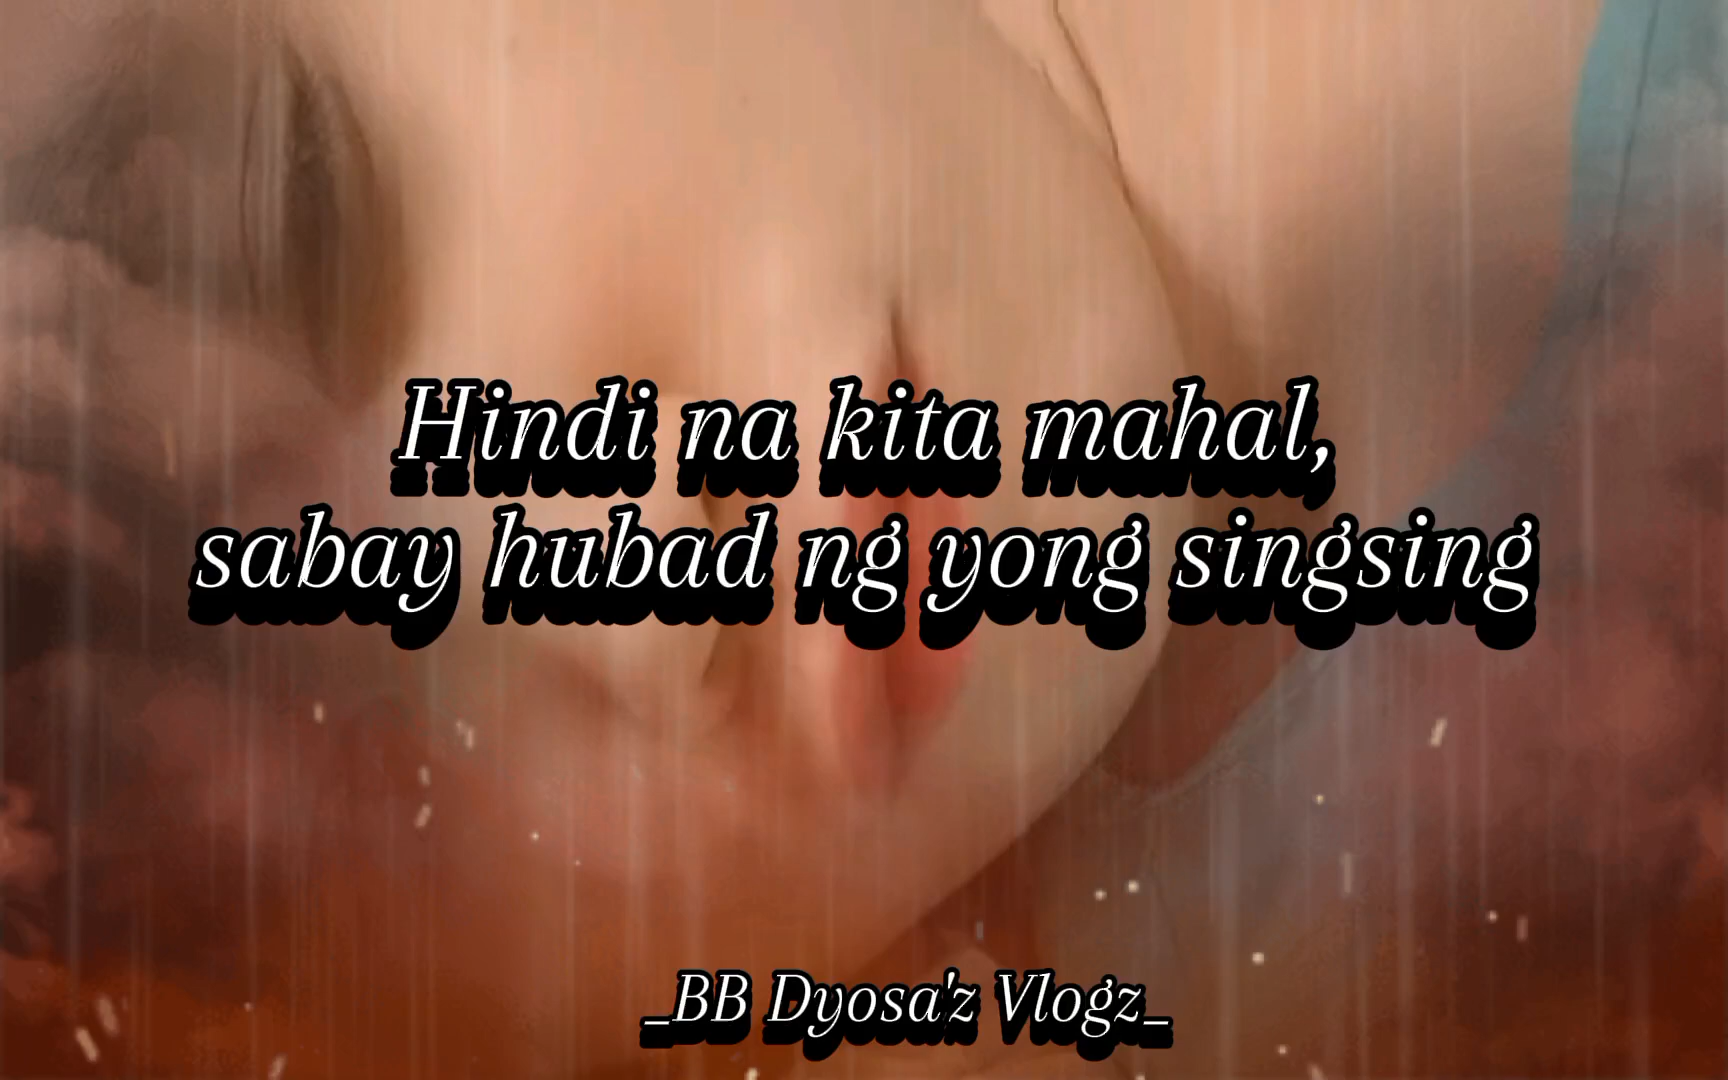 Hindi na kita mahal,
sabay hubad ng yong singsing
_BB Dyosa'z Vlogz_